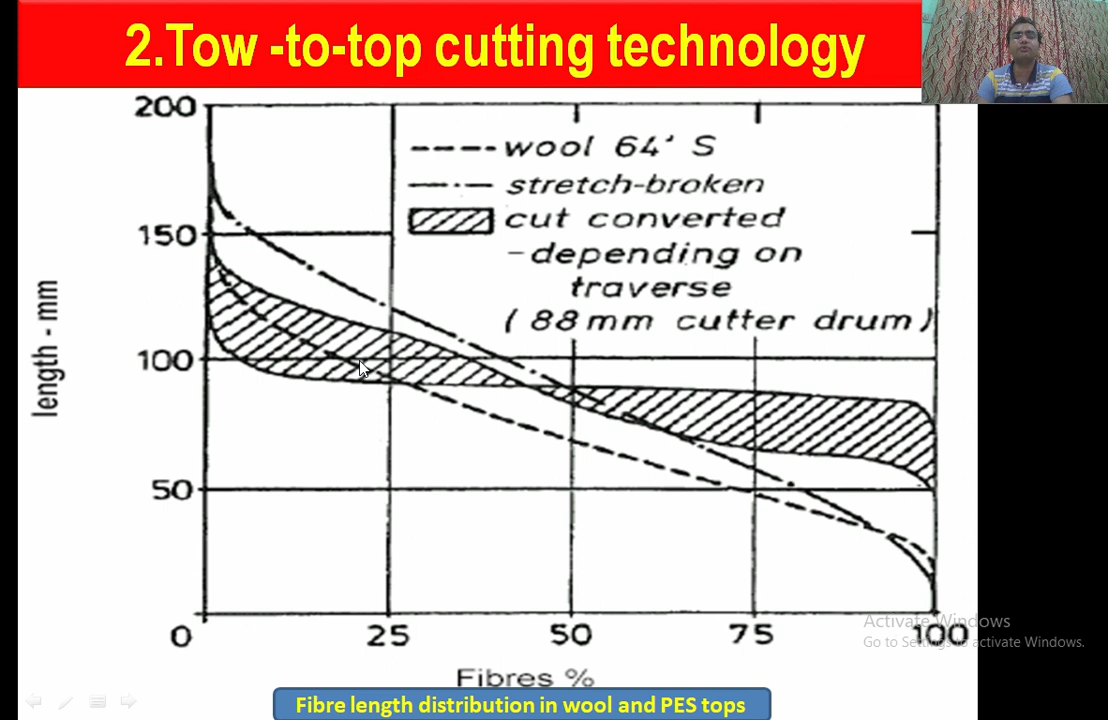 2.Tow -to-top cutting technology
200
150
100
50
0
length - mm
wool 64' S
stretch-broken
cut converted
-depending on
traverse
(88mm cutter drum)
25 50 75 100
Fibres %
Activate Windows
Go to Settings to activate Windows.
Fibre length distribution in wool and PES tops